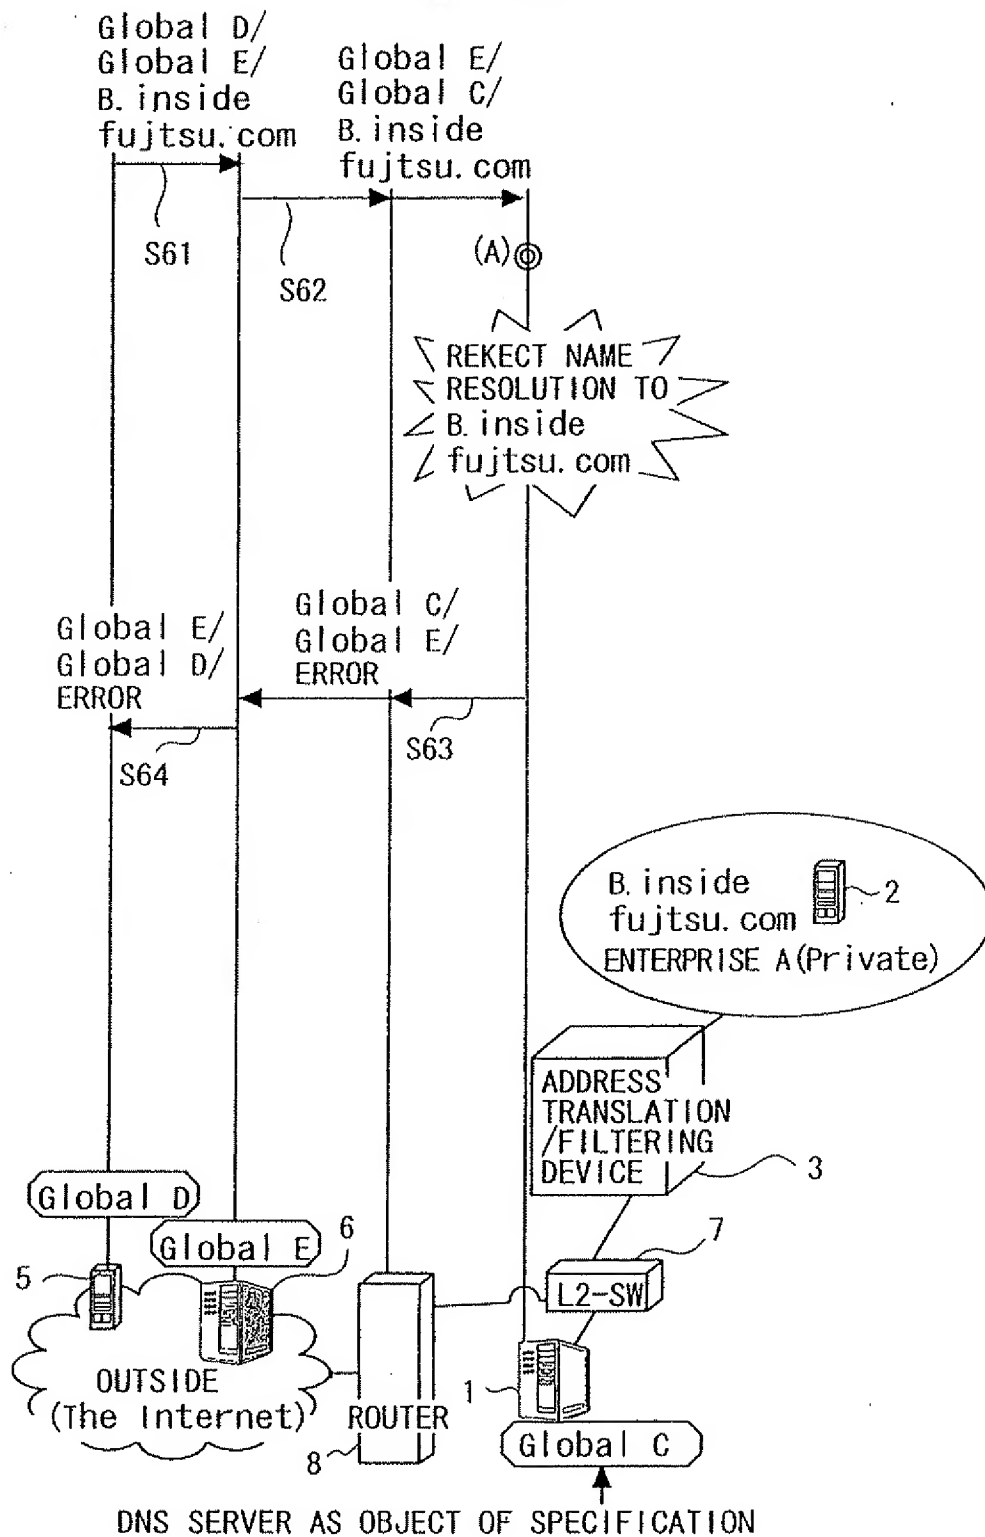 Global D/
Global E/
B. inside
fujtsu.com
Global E/
Global C/
B. inside
fujtsu.com
S61
S62
(A)
REKECT NAME
RESOLUTION TO
B. inside
fujtsu.com
Global C/
Global E/
ERROR
Global E/
Global D/
ERROR
S63
S64
B. inside
fujtsu.com
2
ENTERPRISE A(Private)
ADDRESS
TRANSLATION
/FILTERING
DEVICE
3
Global D
Global E
6
7
5
L2-SW
OUTSIDE
(The Internet)
ROUTER
8
1
Global C
DNS SERVER AS OBJECT OF SPECIFICATION